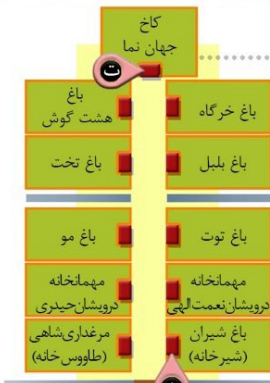 کاخ
جهان نما
ت
باغ خرگاه
باغ
هشت گوش
باغ بلبل
باغ تخت
باغ توت
باغ مو
مهمانخانه
درویشان نعمت‌الهی
مهمانخانه
درویشان حیدری
باغ شیران
(شیرخانه)
مرغداری شاهی
(طاووس خانه)